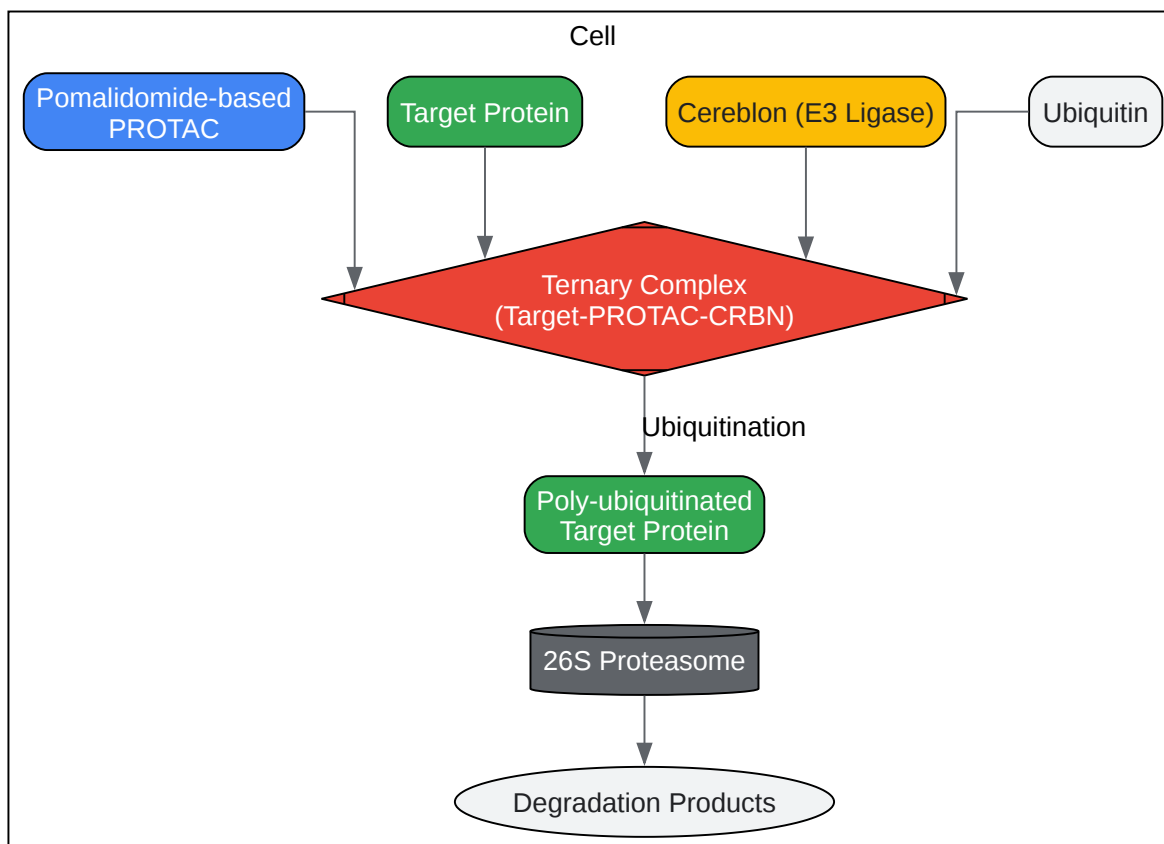 Cell
Pomalidomide-based
PROTAC
Target Protein
Cereblon (E3 Ligase)
Ubiquitin
Ternary Complex
(Target-PROTAC-CRBN)
Ubiquitination
Poly-ubiquitinated
Target Protein
26S Proteasome
Degradation Products